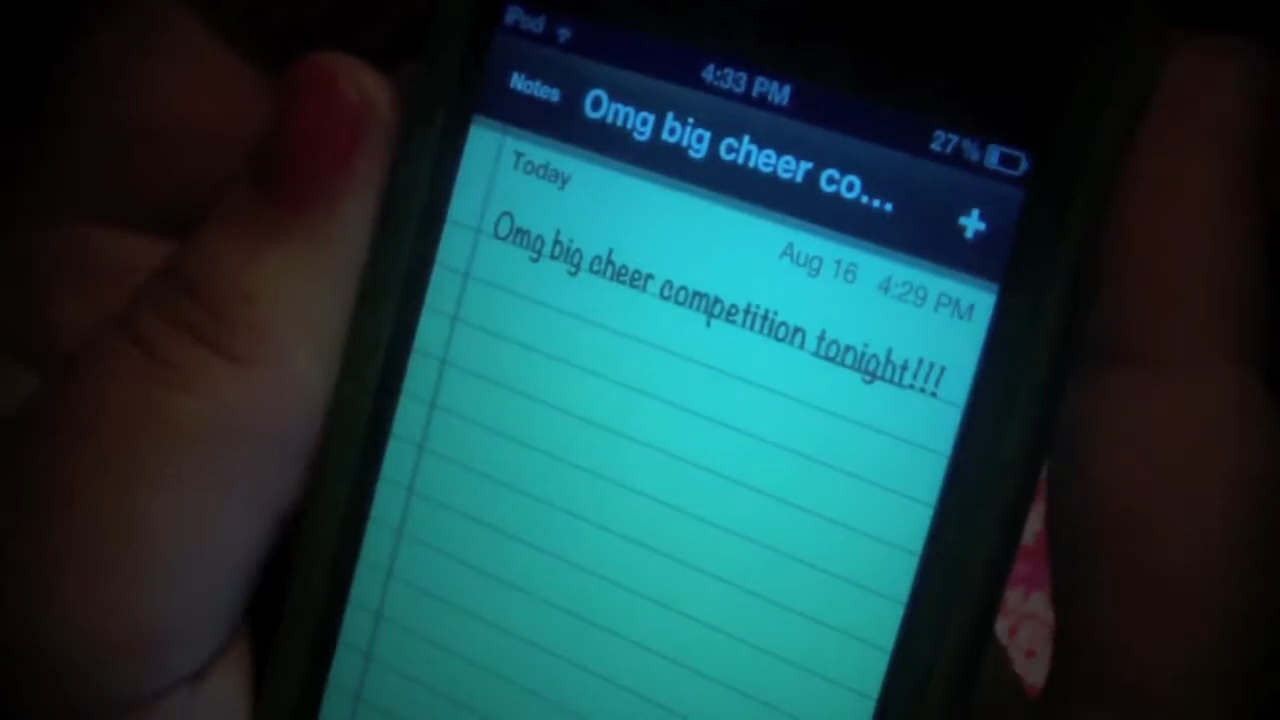 iPod
4:33 PM
27%
Notes
Omg big cheer co...
+
Today
Aug 16 4:29 PM
Omg big cheer competition tonight!!!